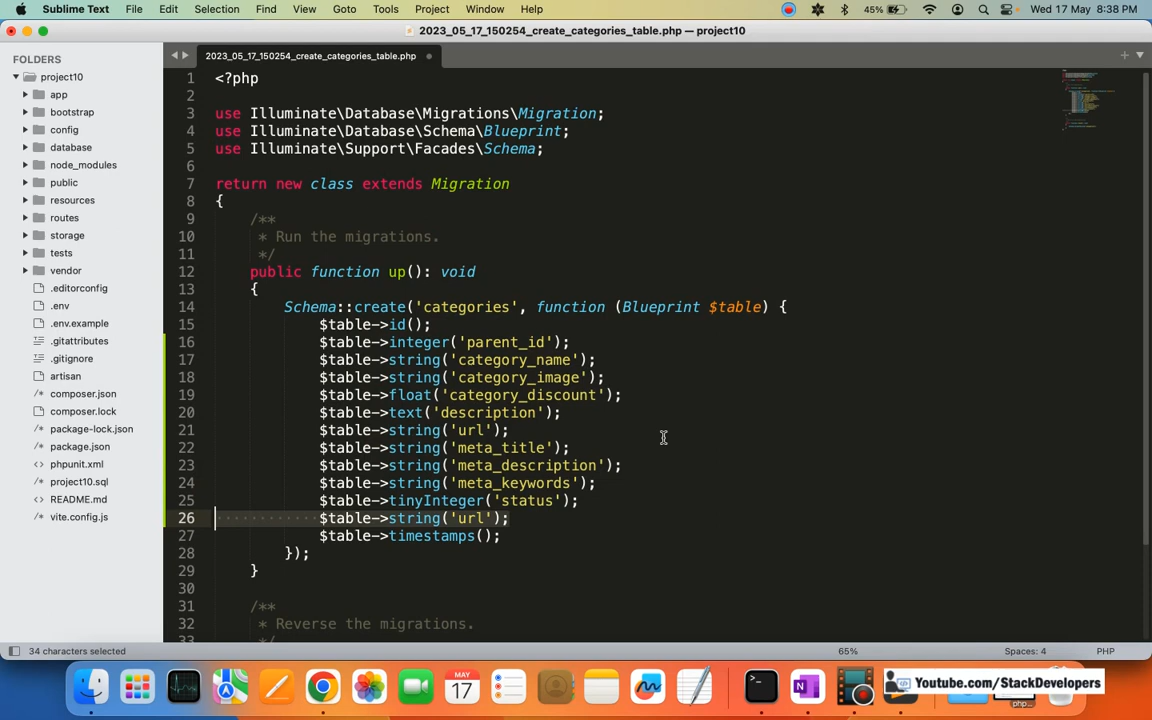 Sublime Text File Edit Selection Find View Goto Tools Project Window Help 45% Wed 17 May 8:38 PM
2023_05_17_150254_create_categories_table.php — project10
FOLDERS
project10
app
bootstrap
config
database
node_modules
public
resources
routes
storage
tests
vendor
.editorconfig
.env
.env.example
.gitattributes
.gitignore
artisan
/* composer.json
/* composer.lock
/* package-lock.json
/* package.json
<> phpunit.xml
/* project10.sql
<> README.md
/* vite.config.js
2023_05_17_150254_create_categories_table.php
1 <?php
2
3 use Illuminate\Database\Migrations\Migration;
4 use Illuminate\Database\Schema\Blueprint;
5 use Illuminate\Support\Facades\Schema;
6
7 return new class extends Migration
8 {
9 /**
10 * Run the migrations.
11 */
12 public function up(): void
13 {
14 Schema::create('categories', function (Blueprint $table) {
15 $table->id();
16 $table->integer('parent_id');
17 $table->string('category_name');
18 $table->string('category_image');
19 $table->float('category_discount');
20 $table->text('description');
21 $table->string('url');
22 $table->string('meta_title');
23 $table->string('meta_description');
24 $table->string('meta_keywords');
25 $table->tinyInteger('status');
26 $table->string('url');
27 $table->timestamps();
28 });
29 }
30
31 /**
32 * Reverse the migrations.
33 */
34 characters selected 65% Spaces: 4 PHP
MAY
17
Youtube.com/StackDevelopers
php...